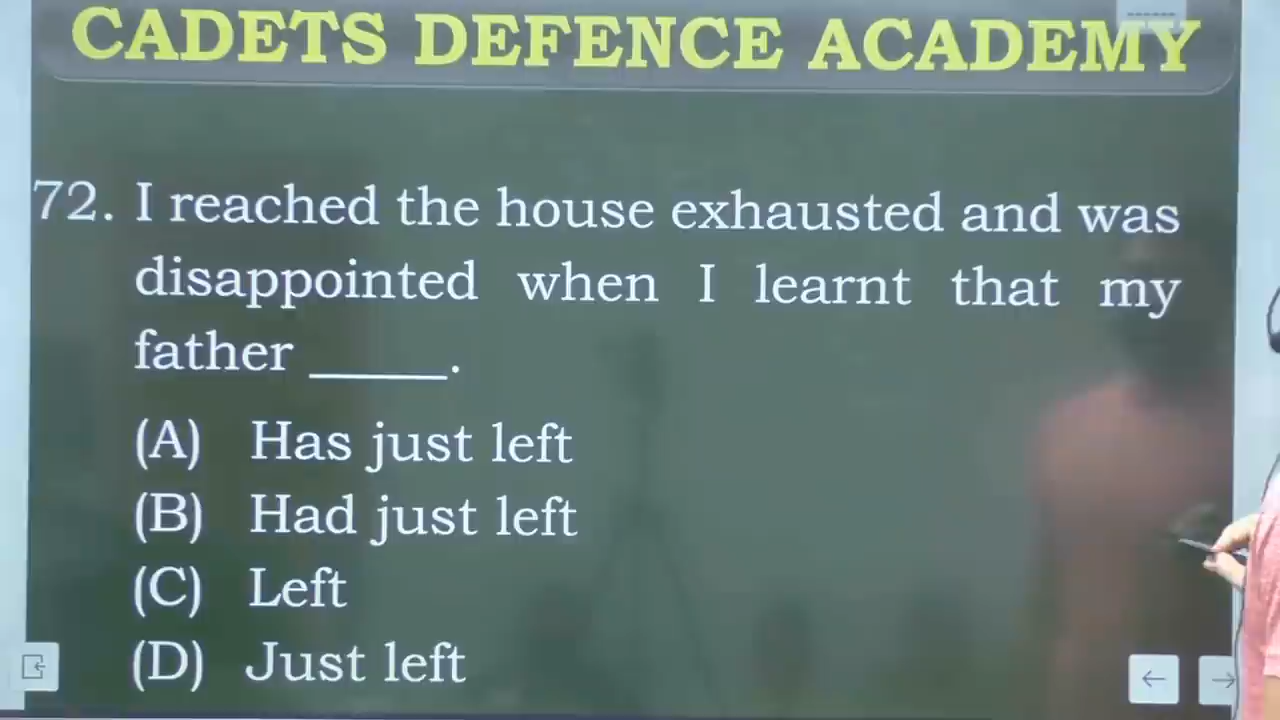 CADETS DEFENCE ACADEMY
72. I reached the house exhausted and was
disappointed when I learnt that my
father _____.
(A) Has just left
(B) Had just left
(C) Left
(D) Just left